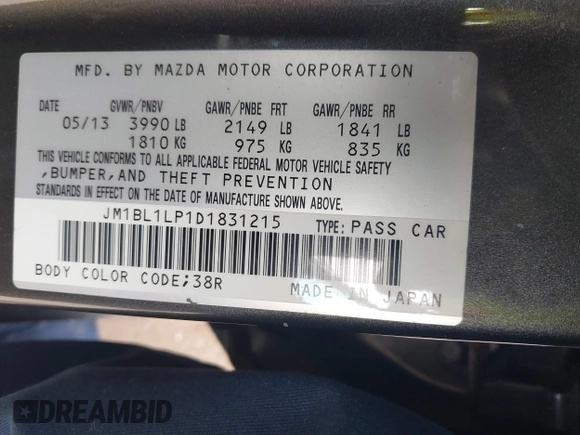 MFD. BY MAZDA MOTOR CORPORATION
DATE GVWR/PNBV GAWR/PNBE FRT GAWR/PNBE RR
05/13 3990 LB 2149 LB 1841 LB
1810 KG 975 KG 835 KG
THIS VEHICLE CONFORMS TO ALL APPLICABLE FEDERAL MOTOR VEHICLE SAFETY
,BUMPER,AND THEFT PREVENTION
STANDARDS IN EFFECT ON THE DATE OF MANUFACTURE SHOWN ABOVE.
JM1BL1LP1D1831215 TYPE: PASS CAR
BODY COLOR CODE;38R MADE IN JAPAN
DREAMBID